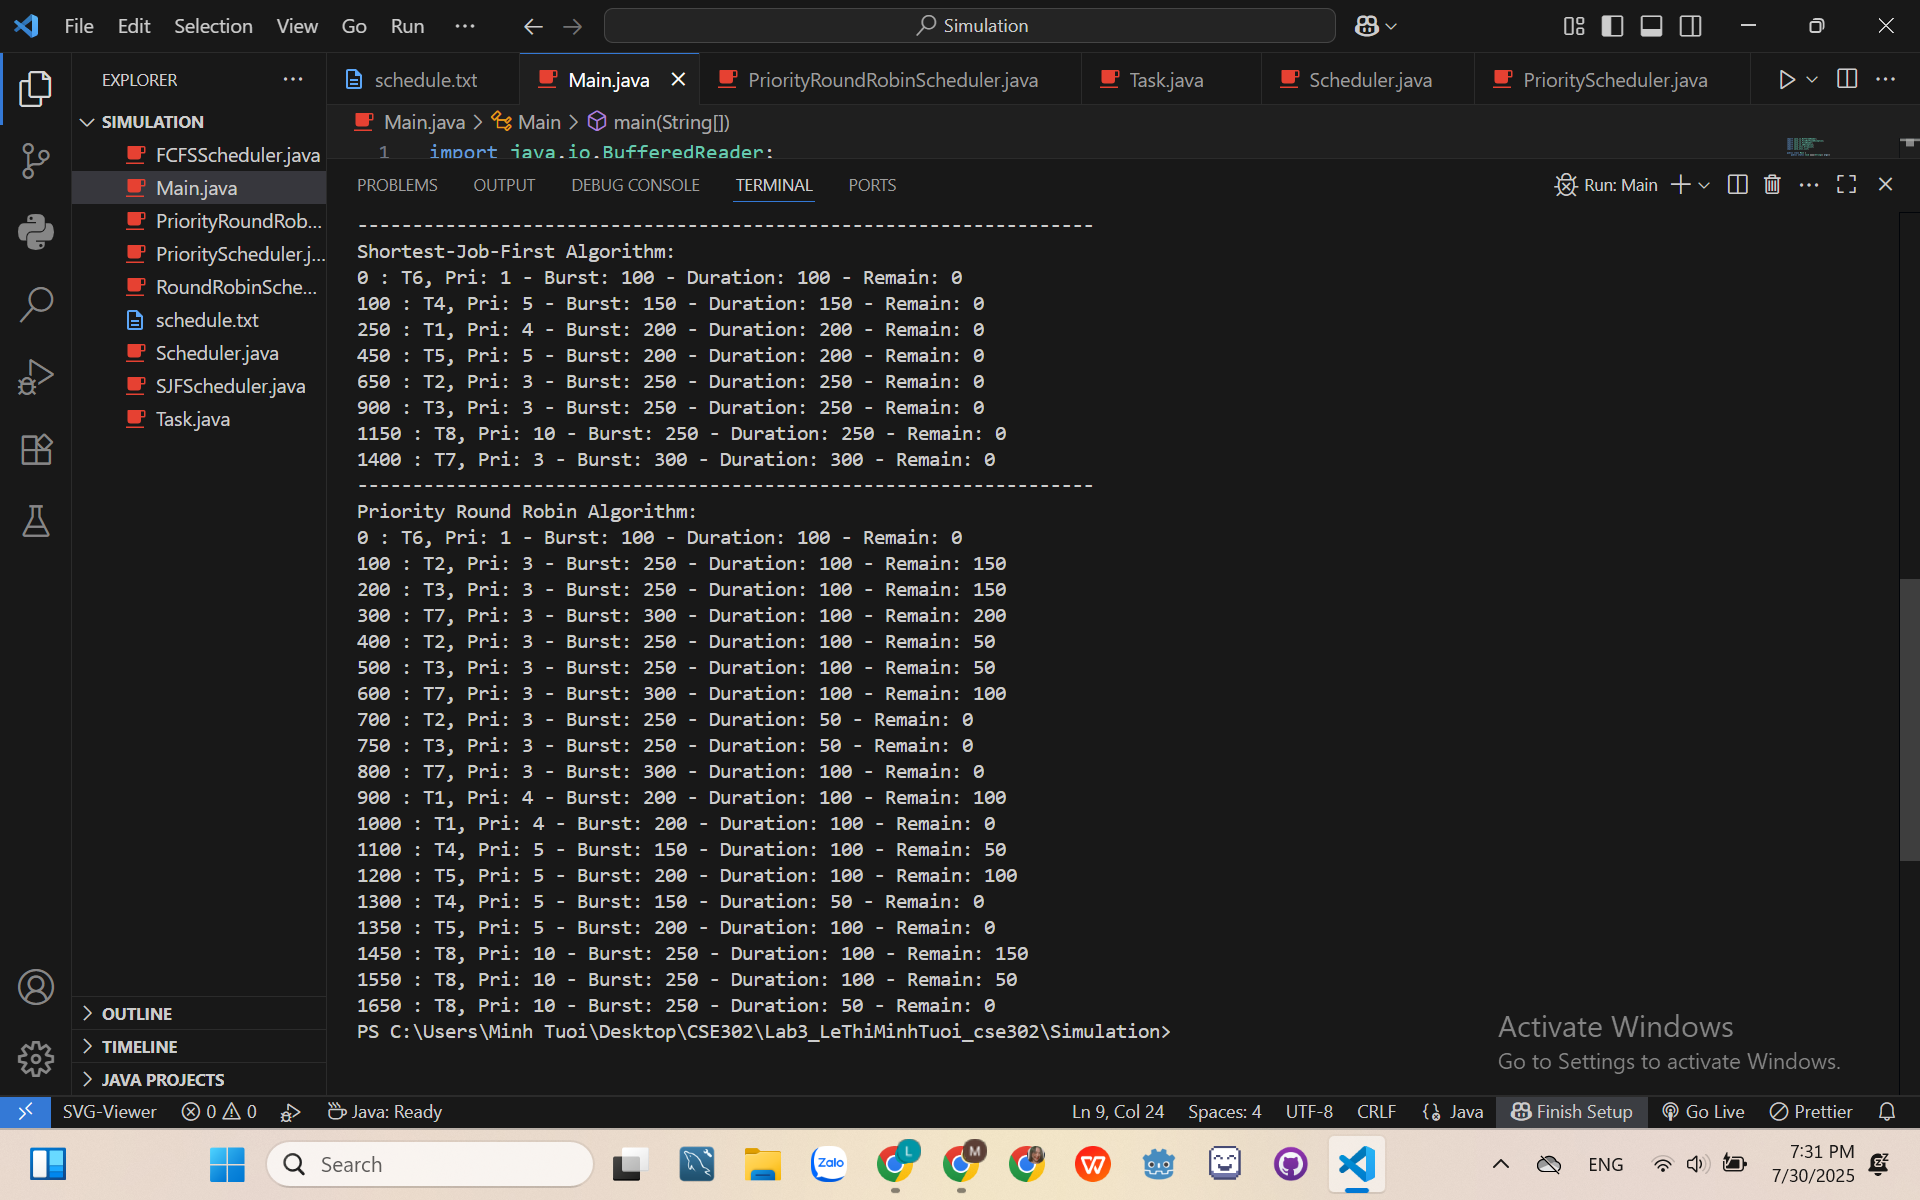 File Edit Selection View Go Run ··· Simulation
EXPLORER ···
SIMULATION
FCFSScheduler.java
Main.java
PriorityRoundRob...
PriorityScheduler.j...
RoundRobinSche...
schedule.txt
Scheduler.java
SJFScheduler.java
Task.java
OUTLINE
TIMELINE
JAVA PROJECTS
schedule.txt Main.java PriorityRoundRobinScheduler.java Task.java Scheduler.java PriorityScheduler.java
Main.java > Main > main(String[])
1 import java.io.BufferedReader;
PROBLEMS OUTPUT DEBUG CONSOLE TERMINAL PORTS Run: Main
-------------------------------------------------------------------
Shortest-Job-First Algorithm:
0 : T6, Pri: 1 - Burst: 100 - Duration: 100 - Remain: 0
100 : T4, Pri: 5 - Burst: 150 - Duration: 150 - Remain: 0
250 : T1, Pri: 4 - Burst: 200 - Duration: 200 - Remain: 0
450 : T5, Pri: 5 - Burst: 200 - Duration: 200 - Remain: 0
650 : T2, Pri: 3 - Burst: 250 - Duration: 250 - Remain: 0
900 : T3, Pri: 3 - Burst: 250 - Duration: 250 - Remain: 0
1150 : T8, Pri: 10 - Burst: 250 - Duration: 250 - Remain: 0
1400 : T7, Pri: 3 - Burst: 300 - Duration: 300 - Remain: 0
-------------------------------------------------------------------
Priority Round Robin Algorithm:
0 : T6, Pri: 1 - Burst: 100 - Duration: 100 - Remain: 0
100 : T2, Pri: 3 - Burst: 250 - Duration: 100 - Remain: 150
200 : T3, Pri: 3 - Burst: 250 - Duration: 100 - Remain: 150
300 : T7, Pri: 3 - Burst: 300 - Duration: 100 - Remain: 200
400 : T2, Pri: 3 - Burst: 250 - Duration: 100 - Remain: 50
500 : T3, Pri: 3 - Burst: 250 - Duration: 100 - Remain: 50
600 : T7, Pri: 3 - Burst: 300 - Duration: 100 - Remain: 100
700 : T2, Pri: 3 - Burst: 250 - Duration: 50 - Remain: 0
750 : T3, Pri: 3 - Burst: 250 - Duration: 50 - Remain: 0
800 : T7, Pri: 3 - Burst: 300 - Duration: 100 - Remain: 0
900 : T1, Pri: 4 - Burst: 200 - Duration: 100 - Remain: 100
1000 : T1, Pri: 4 - Burst: 200 - Duration: 100 - Remain: 0
1100 : T4, Pri: 5 - Burst: 150 - Duration: 100 - Remain: 50
1200 : T5, Pri: 5 - Burst: 200 - Duration: 100 - Remain: 100
1300 : T4, Pri: 5 - Burst: 150 - Duration: 50 - Remain: 0
1350 : T5, Pri: 5 - Burst: 200 - Duration: 100 - Remain: 0
1450 : T8, Pri: 10 - Burst: 250 - Duration: 100 - Remain: 150
1550 : T8, Pri: 10 - Burst: 250 - Duration: 100 - Remain: 50
1650 : T8, Pri: 10 - Burst: 250 - Duration: 50 - Remain: 0
PS C:\Users\Minh Tuoi\Desktop\CSE302\Lab3_LeThiMinhTuoi_cse302\Simulation>
Activate Windows
Go to Settings to activate Windows.
SVG-Viewer 0 0 Java: Ready Ln 9, Col 24 Spaces: 4 UTF-8 CRLF Java Finish Setup Go Live Prettier
Search Zalo L M ENG 7:31 PM
7/30/2025